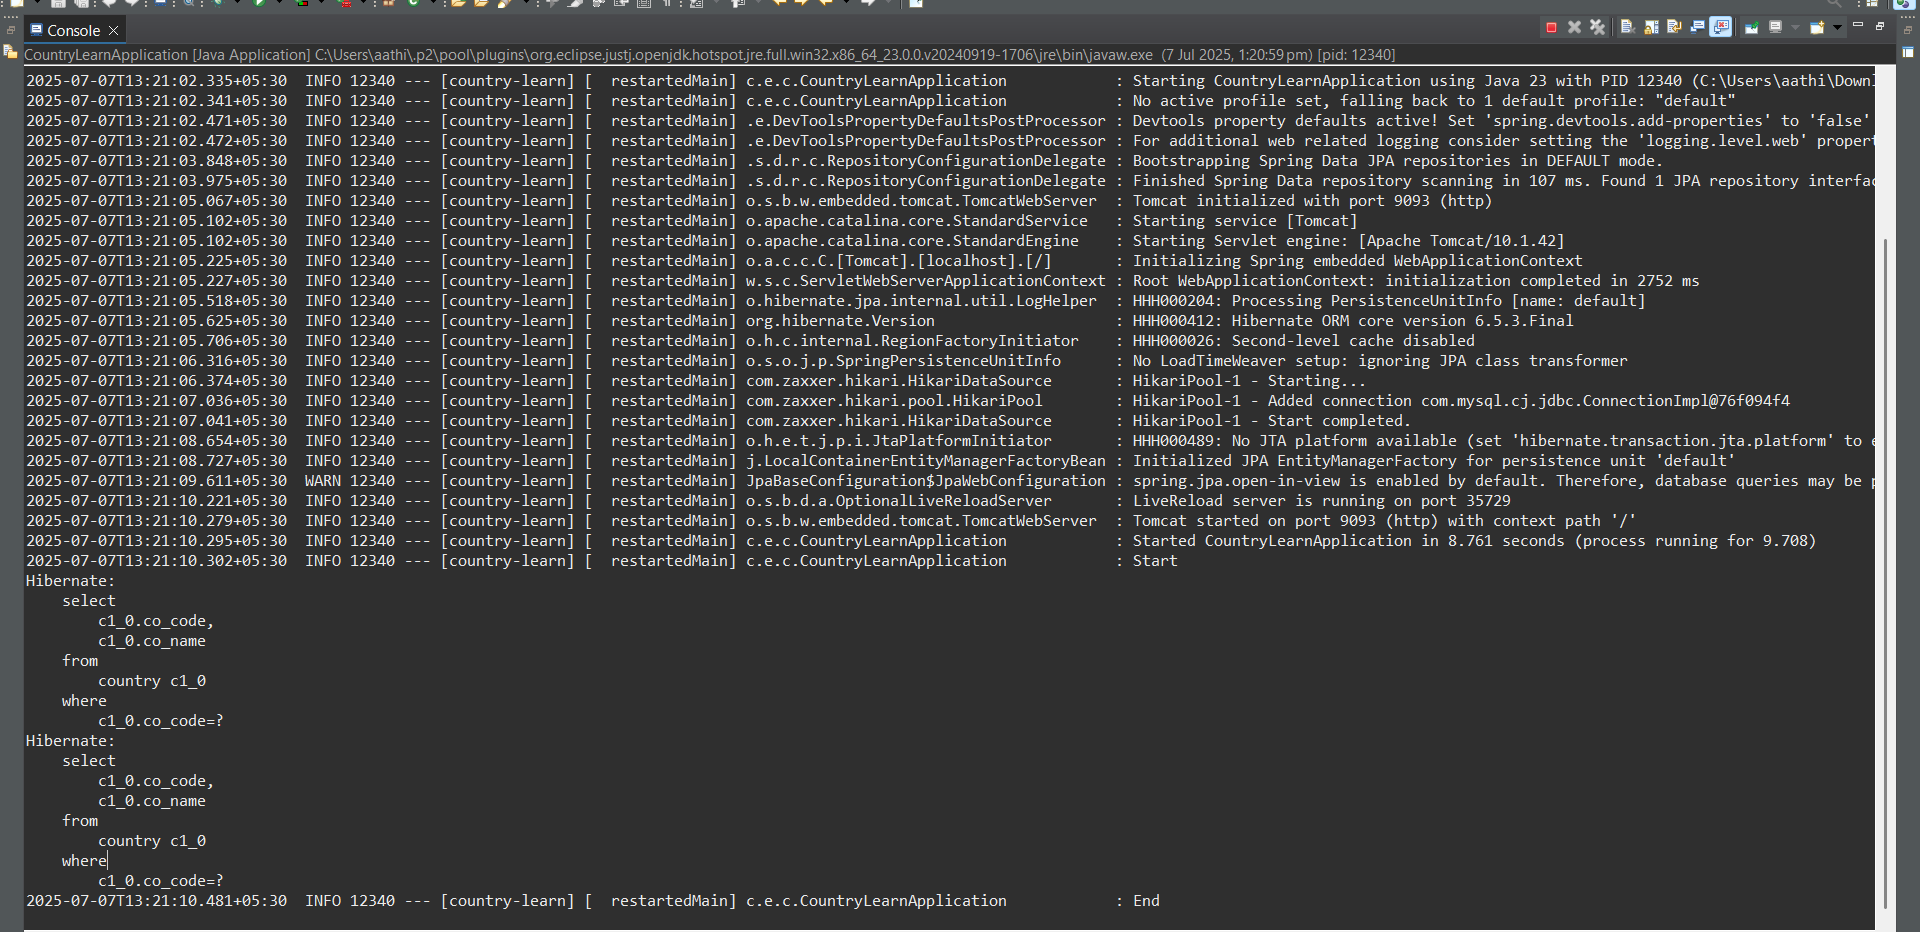 Console
CountryLearnApplication [Java Application] C:\Users\aathi\.p2\pool\plugins\org.eclipse.justj.openjdk.hotspot.jre.full.win32.x86_64_23.0.0.v20240919-1706\jre\bin\javaw.exe (7 Jul 2025, 1:20:59 pm) [pid: 12340]
2025-07-07T13:21:02.335+05:30  INFO 12340 --- [country-learn] [  restartedMain] c.e.c.CountryLearnApplication            : Starting CountryLearnApplication using Java 23 with PID 12340 (C:\Users\aathi\Downl
2025-07-07T13:21:02.341+05:30  INFO 12340 --- [country-learn] [  restartedMain] c.e.c.CountryLearnApplication            : No active profile set, falling back to 1 default profile: "default"
2025-07-07T13:21:02.471+05:30  INFO 12340 --- [country-learn] [  restartedMain] .e.DevToolsPropertyDefaultsPostProcessor : Devtools property defaults active! Set 'spring.devtools.add-properties' to 'false'
2025-07-07T13:21:02.472+05:30  INFO 12340 --- [country-learn] [  restartedMain] .e.DevToolsPropertyDefaultsPostProcessor : For additional web related logging consider setting the 'logging.level.web' propert
2025-07-07T13:21:03.848+05:30  INFO 12340 --- [country-learn] [  restartedMain] .s.d.r.c.RepositoryConfigurationDelegate : Bootstrapping Spring Data JPA repositories in DEFAULT mode.
2025-07-07T13:21:03.975+05:30  INFO 12340 --- [country-learn] [  restartedMain] .s.d.r.c.RepositoryConfigurationDelegate : Finished Spring Data repository scanning in 107 ms. Found 1 JPA repository interfac
2025-07-07T13:21:05.067+05:30  INFO 12340 --- [country-learn] [  restartedMain] o.s.b.w.embedded.tomcat.TomcatWebServer  : Tomcat initialized with port 9093 (http)
2025-07-07T13:21:05.102+05:30  INFO 12340 --- [country-learn] [  restartedMain] o.apache.catalina.core.StandardService   : Starting service [Tomcat]
2025-07-07T13:21:05.102+05:30  INFO 12340 --- [country-learn] [  restartedMain] o.apache.catalina.core.StandardEngine    : Starting Servlet engine: [Apache Tomcat/10.1.42]
2025-07-07T13:21:05.225+05:30  INFO 12340 --- [country-learn] [  restartedMain] o.a.c.c.C.[Tomcat].[localhost].[/]       : Initializing Spring embedded WebApplicationContext
2025-07-07T13:21:05.227+05:30  INFO 12340 --- [country-learn] [  restartedMain] w.s.c.ServletWebServerApplicationContext : Root WebApplicationContext: initialization completed in 2752 ms
2025-07-07T13:21:05.518+05:30  INFO 12340 --- [country-learn] [  restartedMain] o.hibernate.jpa.internal.util.LogHelper  : HHH000204: Processing PersistenceUnitInfo [name: default]
2025-07-07T13:21:05.625+05:30  INFO 12340 --- [country-learn] [  restartedMain] org.hibernate.Version                    : HHH000412: Hibernate ORM core version 6.5.3.Final
2025-07-07T13:21:05.706+05:30  INFO 12340 --- [country-learn] [  restartedMain] o.h.c.internal.RegionFactoryInitiator    : HHH000026: Second-level cache disabled
2025-07-07T13:21:06.316+05:30  INFO 12340 --- [country-learn] [  restartedMain] o.s.o.j.p.SpringPersistenceUnitInfo      : No LoadTimeWeaver setup: ignoring JPA class transformer
2025-07-07T13:21:06.374+05:30  INFO 12340 --- [country-learn] [  restartedMain] com.zaxxer.hikari.HikariDataSource       : HikariPool-1 - Starting...
2025-07-07T13:21:07.036+05:30  INFO 12340 --- [country-learn] [  restartedMain] com.zaxxer.hikari.pool.HikariPool        : HikariPool-1 - Added connection com.mysql.cj.jdbc.ConnectionImpl@76f094f4
2025-07-07T13:21:07.041+05:30  INFO 12340 --- [country-learn] [  restartedMain] com.zaxxer.hikari.HikariDataSource       : HikariPool-1 - Start completed.
2025-07-07T13:21:08.654+05:30  INFO 12340 --- [country-learn] [  restartedMain] o.h.e.t.j.p.i.JtaPlatformInitiator       : HHH000489: No JTA platform available (set 'hibernate.transaction.jta.platform' to e
2025-07-07T13:21:08.727+05:30  INFO 12340 --- [country-learn] [  restartedMain] j.LocalContainerEntityManagerFactoryBean : Initialized JPA EntityManagerFactory for persistence unit 'default'
2025-07-07T13:21:09.611+05:30  WARN 12340 --- [country-learn] [  restartedMain] JpaBaseConfiguration$JpaWebConfiguration : spring.jpa.open-in-view is enabled by default. Therefore, database queries may be p
2025-07-07T13:21:10.221+05:30  INFO 12340 --- [country-learn] [  restartedMain] o.s.b.d.a.OptionalLiveReloadServer       : LiveReload server is running on port 35729
2025-07-07T13:21:10.279+05:30  INFO 12340 --- [country-learn] [  restartedMain] o.s.b.w.embedded.tomcat.TomcatWebServer  : Tomcat started on port 9093 (http) with context path '/'
2025-07-07T13:21:10.295+05:30  INFO 12340 --- [country-learn] [  restartedMain] c.e.c.CountryLearnApplication            : Started CountryLearnApplication in 8.761 seconds (process running for 9.708)
2025-07-07T13:21:10.302+05:30  INFO 12340 --- [country-learn] [  restartedMain] c.e.c.CountryLearnApplication            : Start
Hibernate:
    select
        c1_0.co_code,
        c1_0.co_name
    from
        country c1_0
    where
        c1_0.co_code=?
Hibernate:
    select
        c1_0.co_code,
        c1_0.co_name
    from
        country c1_0
    where
        c1_0.co_code=?
2025-07-07T13:21:10.481+05:30  INFO 12340 --- [country-learn] [  restartedMain] c.e.c.CountryLearnApplication            : End